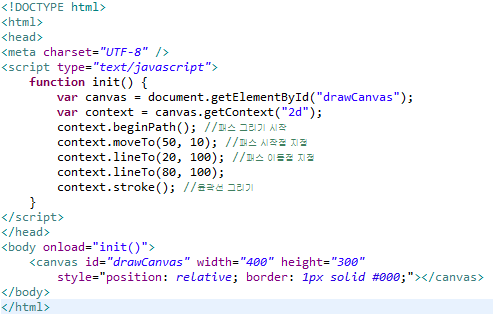 <!DOCTYPE html>
<html>
<head>
<meta charset="UTF-8" />
<script type="text/javascript">
    function init() {
        var canvas = document.getElementById("drawCanvas");
        var context = canvas.getContext("2d");
        context.beginPath(); //패스 그리기 시작
        context.moveTo(50, 10); //패스 시작점 지정
        context.lineTo(20, 100); //패스 이동점 지정
        context.lineTo(80, 100);
        context.stroke(); //윤곽선 그리기
    }
</script>
</head>
<body onload="init()">
    <canvas id="drawCanvas" width="400" height="300"
        style="position: relative; border: 1px solid #000;"></canvas>
</body>
</html>